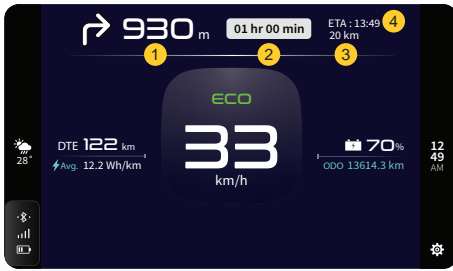 930 m
01 hr 00 min
ETA : 13:49
20 km
1
2
3
4
ECO
33
km/h
DTE 122 km
Avg. 12.2 Wh/km
70%
ODO 13614.3 km
28°
12
49
AM